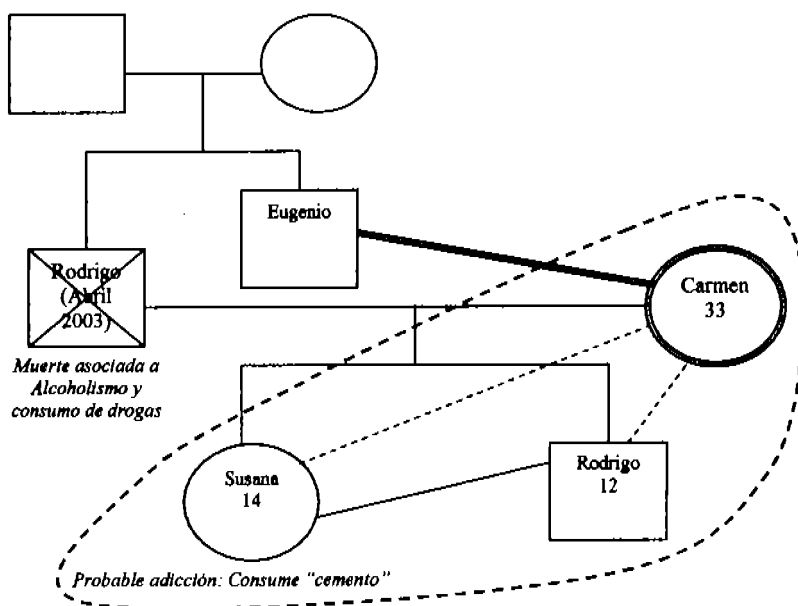 Eugenio
Rodrigo
(Abril
2003)
Carmen
33
Muerte asociada a
Alcoholismo y
consumo de drogas
Susana
14
Rodrigo
12
Probable adicción: Consume "cemento"